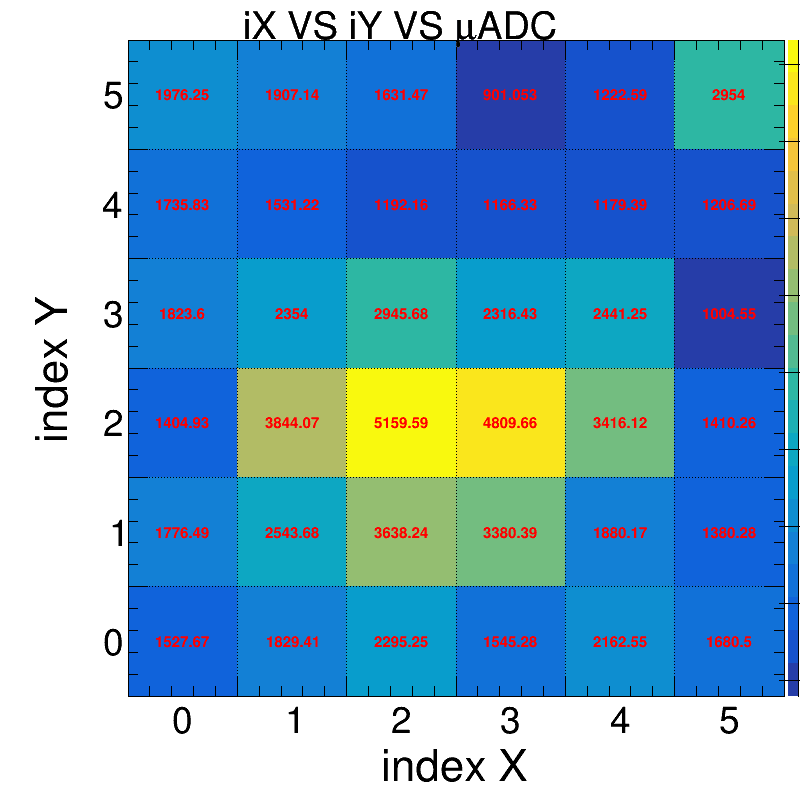 iX VS iY VS μADC
5 1976.25 1907.14 1631.47 901.053 1222.59 2954
4 1735.83 1531.22 1192.16 1166.33 1179.39 1206.69
3 1823.6 2354 2945.68 2316.43 2441.25 1004.55
2 1404.93 3844.07 5159.59 4809.66 3416.12 1410.26
1 1776.49 2543.68 3638.24 3380.39 1880.17 1380.28
0 1527.67 1829.41 2295.25 1545.28 2162.55 1680.5
0 1 2 3 4 5
index X
index Y